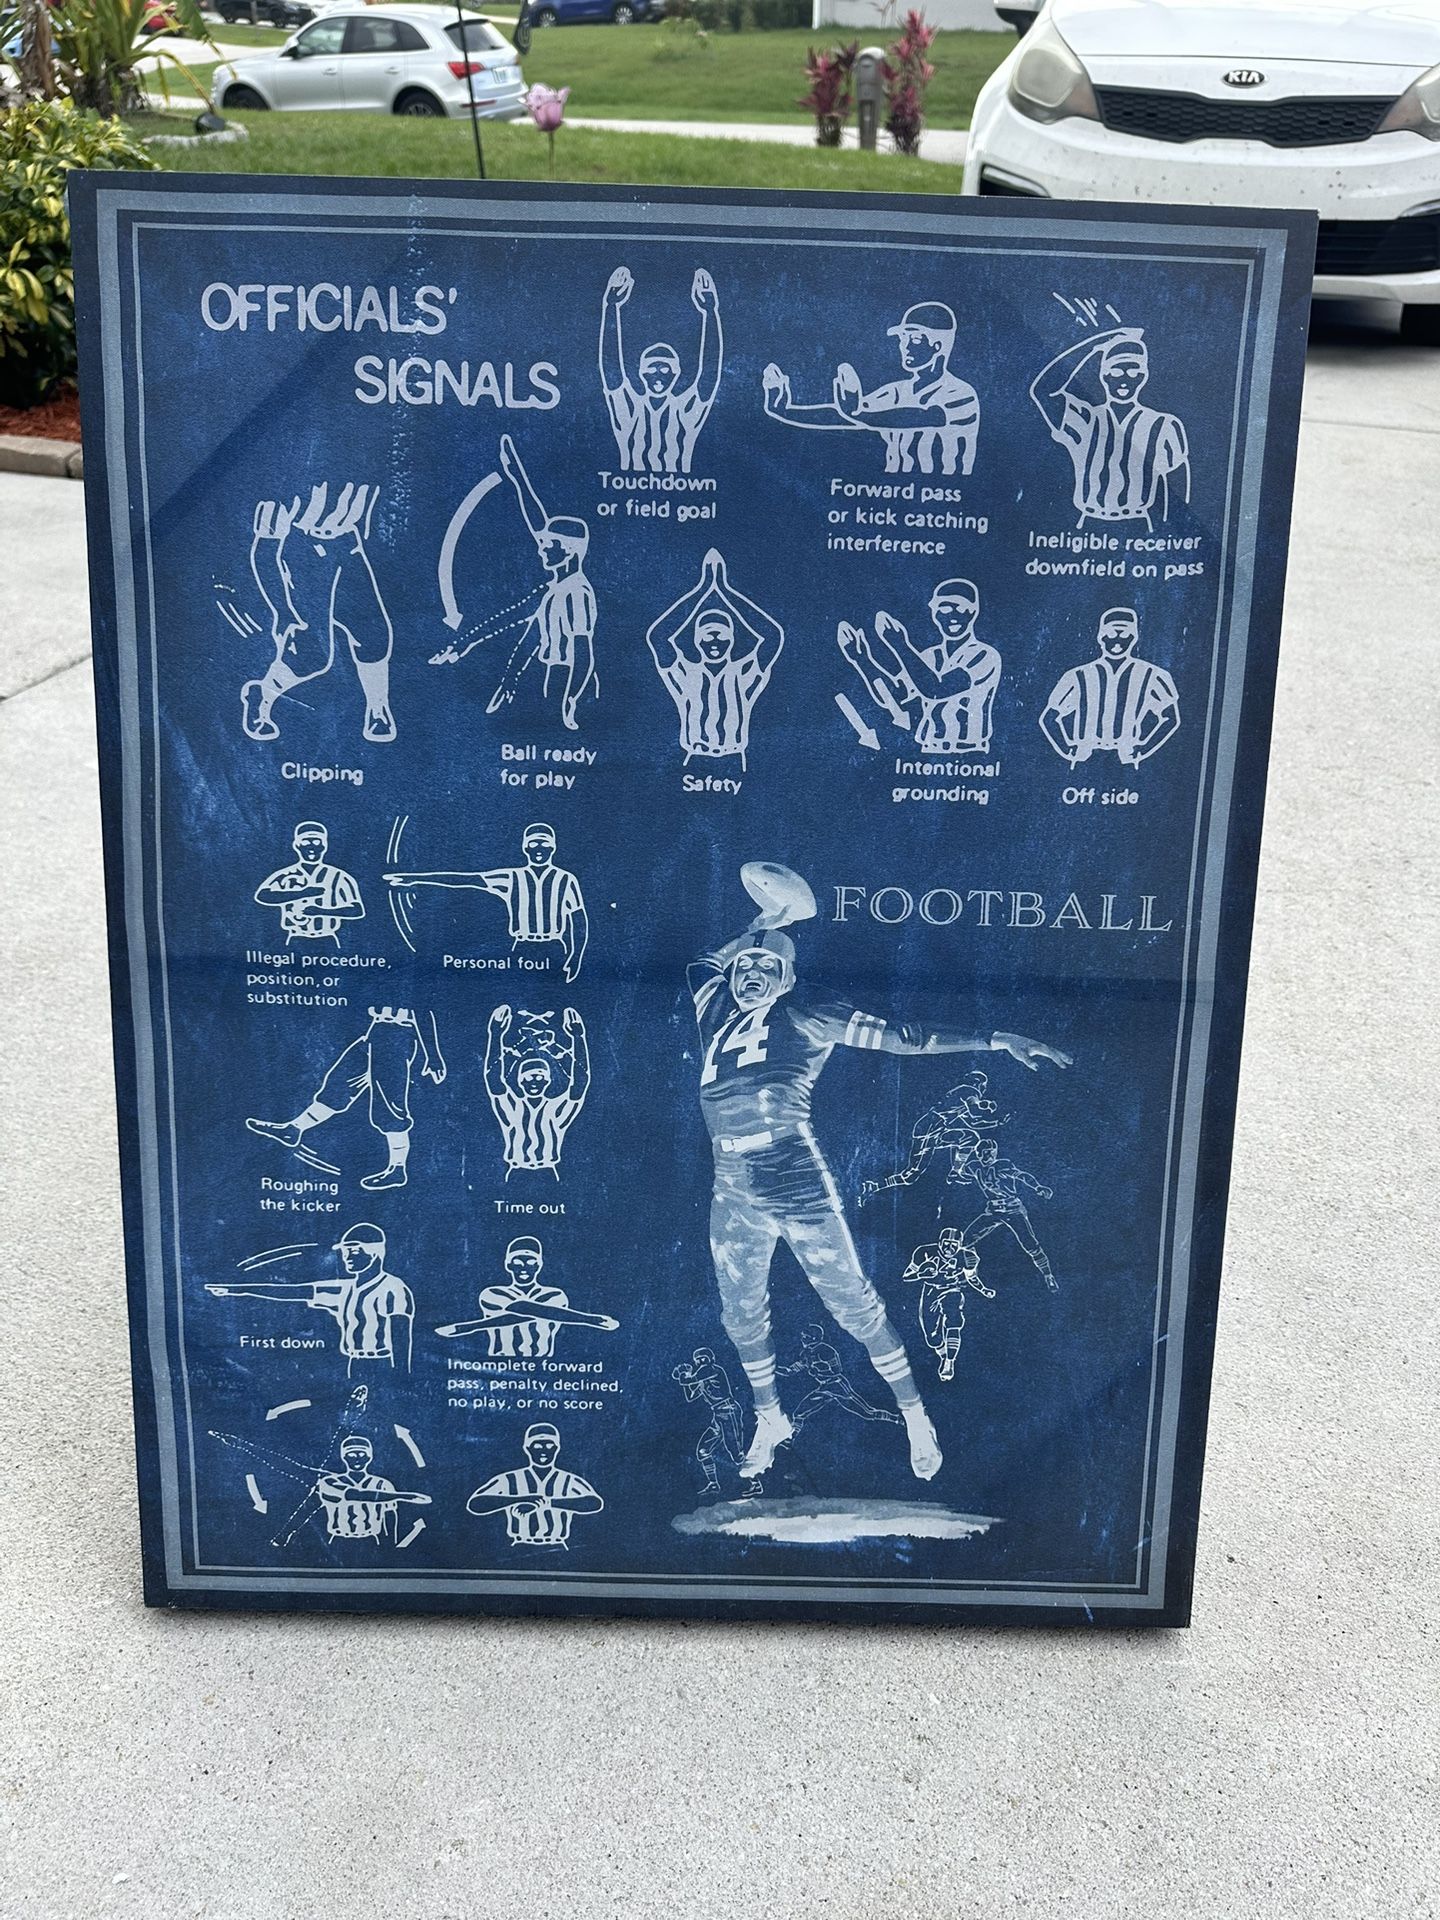 KIA
OFFICIALS'
SIGNALS
Touchdown
or field goal
Forward pass
or kick catching
interference
Ineligible receiver
downfield on pass
Clipping
Ball ready
for play
Safety
Intentional
grounding
Off side
Illegal procedure,
position, or
substitution
Personal foul
FOOTBALL
74
Roughing
the kicker
Time out
First down
Incomplete forward
pass, penalty declined,
no play, or no score